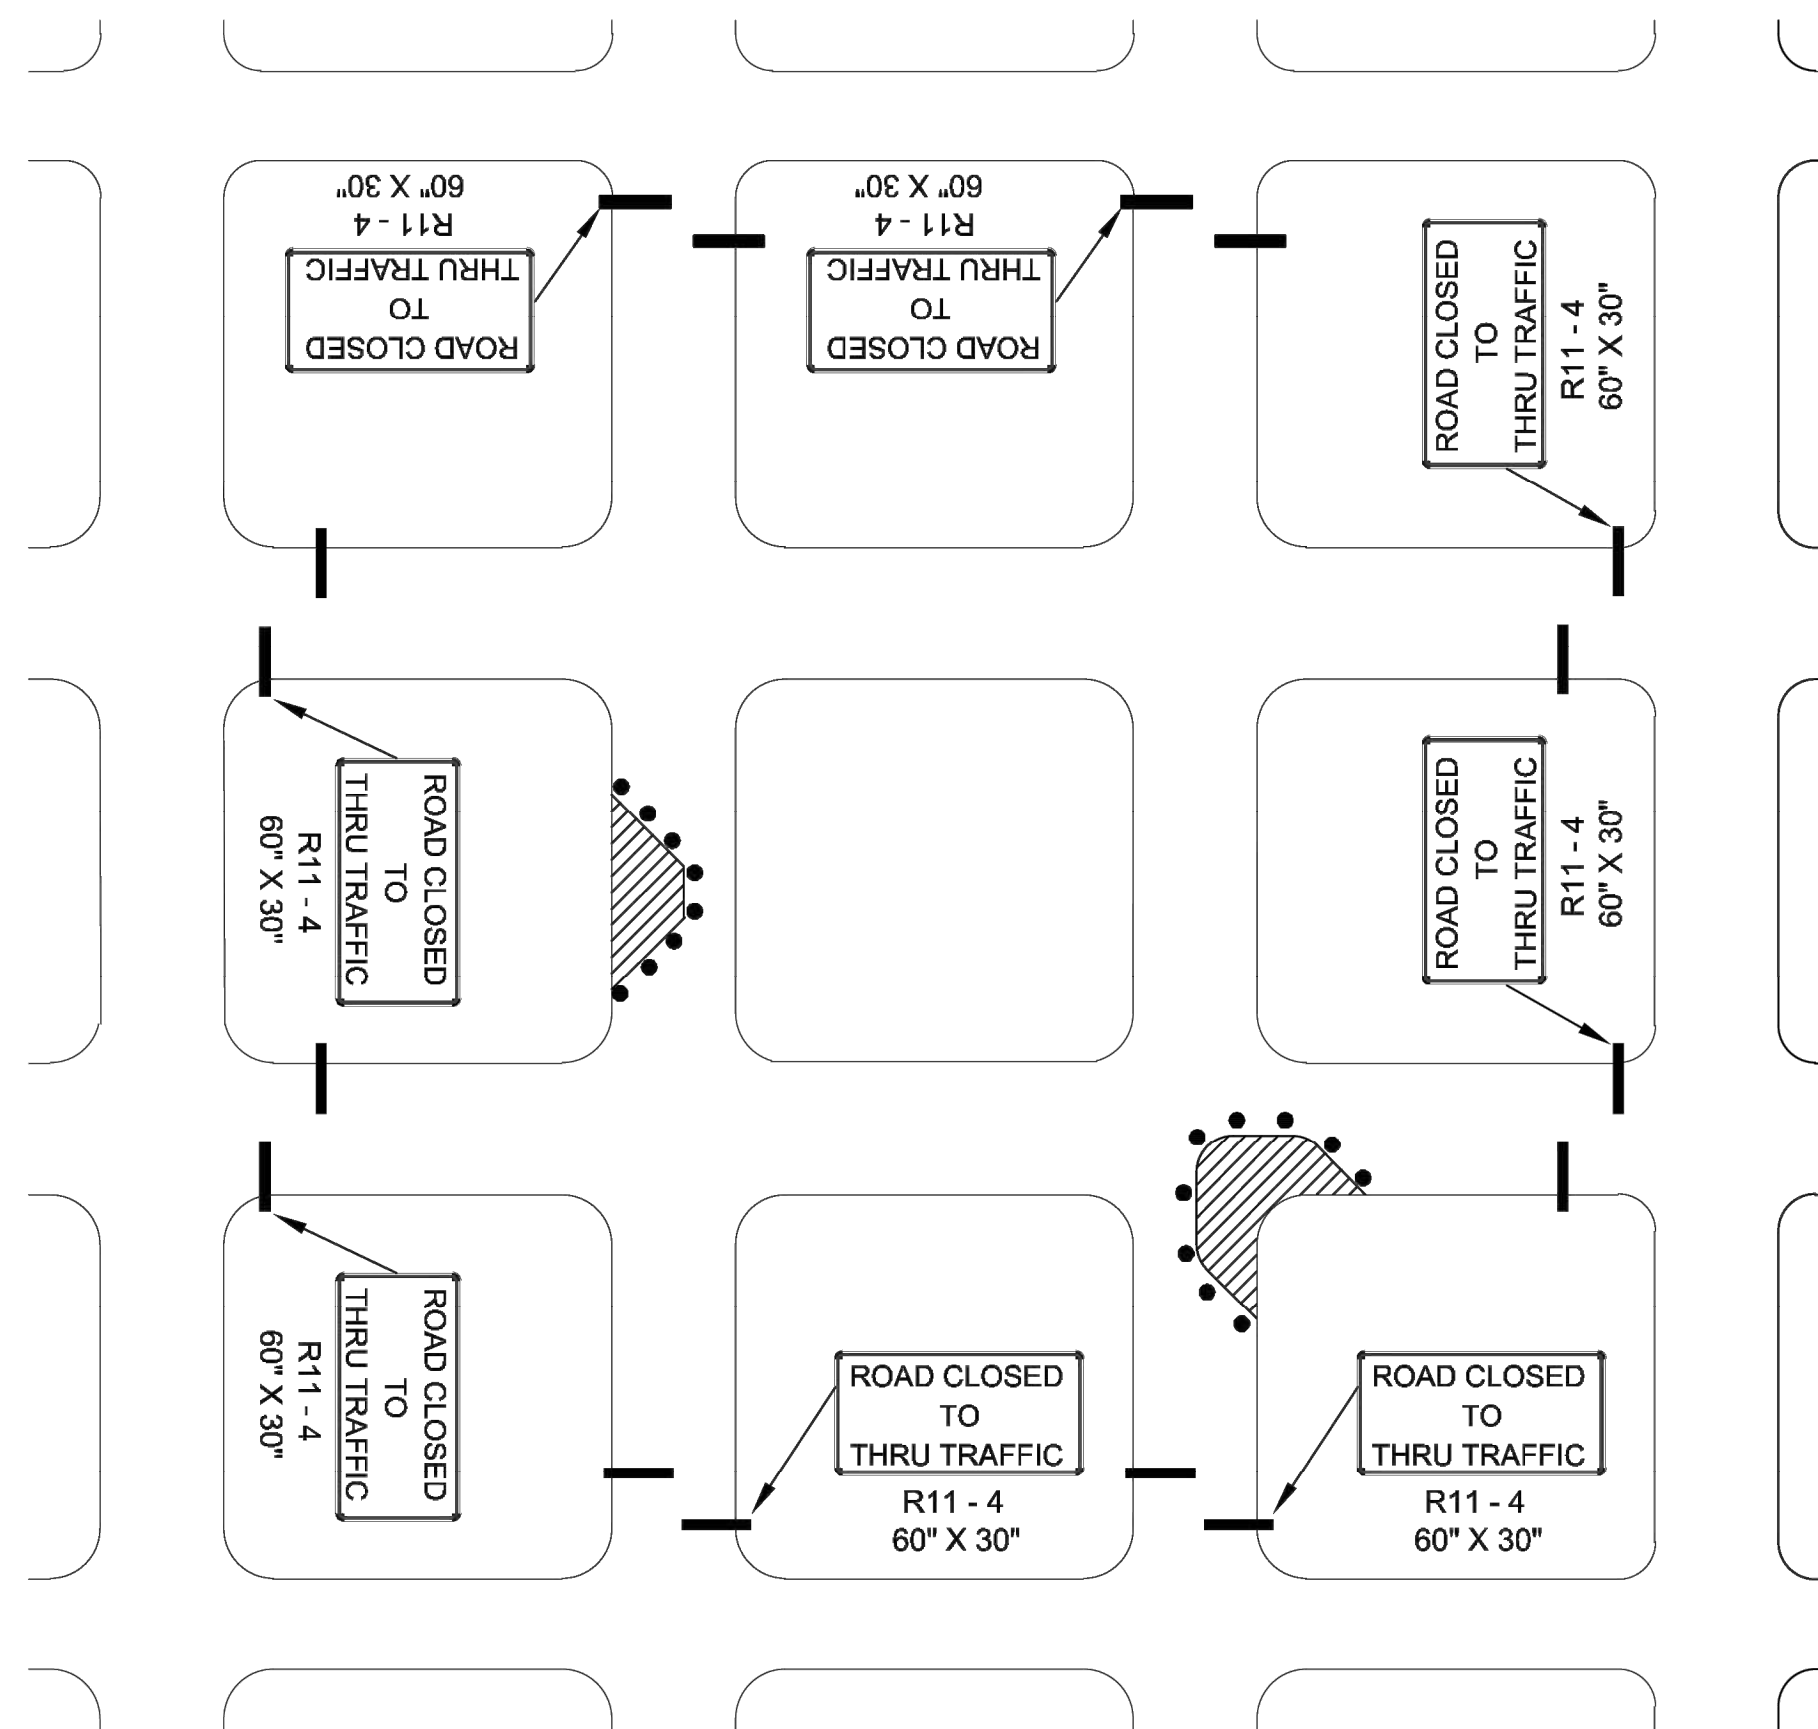 60" X 30"
R11 - 4
THRU TRAFFIC
TO
ROAD CLOSED
60" X 30"
R11 - 4
THRU TRAFFIC
TO
ROAD CLOSED
ROAD CLOSED
TO
THRU TRAFFIC
R11 - 4
60" X 30"
ROAD CLOSED
TO
THRU TRAFFIC
R11 - 4
60" X 30"
ROAD CLOSED
TO
THRU TRAFFIC
R11 - 4
60" X 30"
ROAD CLOSED
TO
THRU TRAFFIC
R11 - 4
60" X 30"
ROAD CLOSED
TO
THRU TRAFFIC
R11 - 4
60" X 30"
ROAD CLOSED
TO
THRU TRAFFIC
R11 - 4
60" X 30"